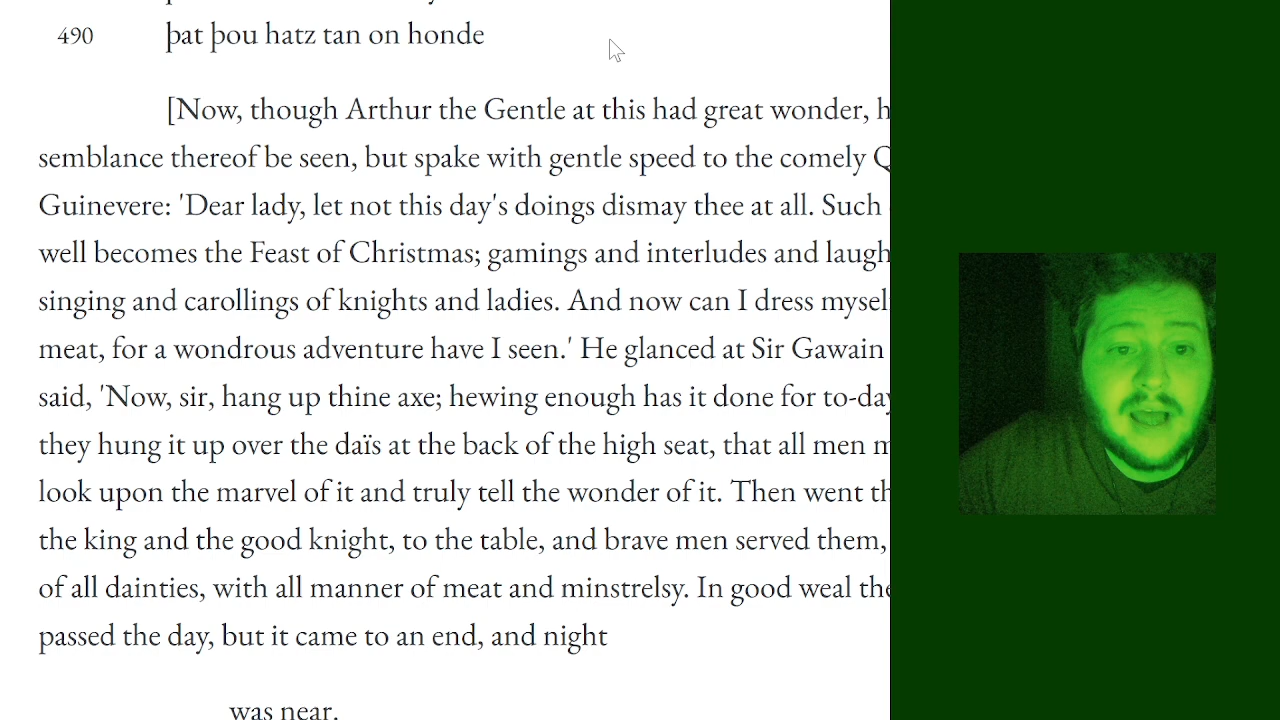 490 þat þou hatz tan on honde
[Now, though Arthur the Gentle at this had great wonder, h
semblance thereof be seen, but spake with gentle speed to the comely Q
Guinevere: 'Dear lady, let not this day's doings dismay thee at all. Such
well becomes the Feast of Christmas; gamings and interludes and laugh
singing and carollings of knights and ladies. And now can I dress mysel
meat, for a wondrous adventure have I seen.' He glanced at Sir Gawain
said, 'Now, sir, hang up thine axe; hewing enough has it done for to-day
they hung it up over the daïs at the back of the high seat, that all men m
look upon the marvel of it and truly tell the wonder of it. Then went th
the king and the good knight, to the table, and brave men served them,
of all dainties, with all manner of meat and minstrelsy. In good weal the
passed the day, but it came to an end, and night
was near.